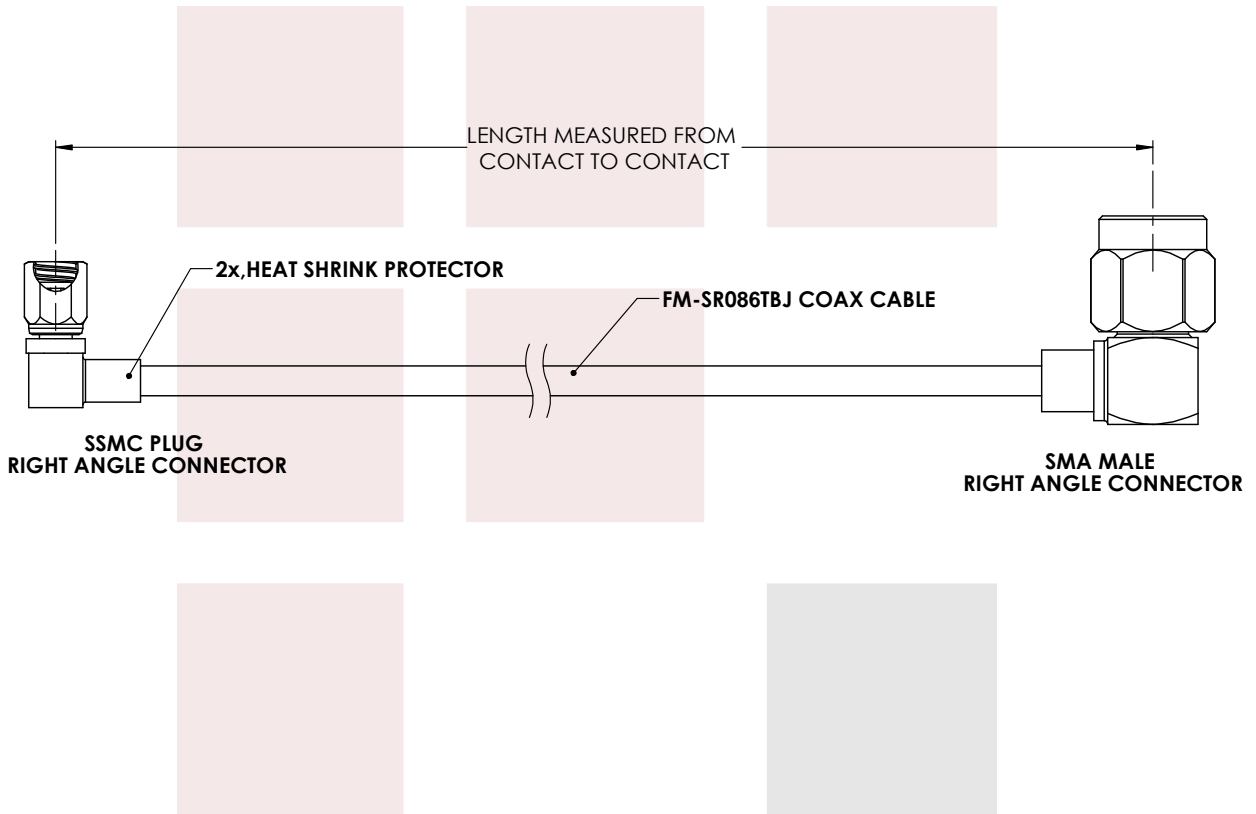 LENGTH MEASURED FROM
CONTACT TO CONTACT
2x,HEAT SHRINK PROTECTOR
FM-SR086TBJ COAX CABLE
SSMC PLUG
RIGHT ANGLE CONNECTOR
SMA MALE
RIGHT ANGLE CONNECTOR